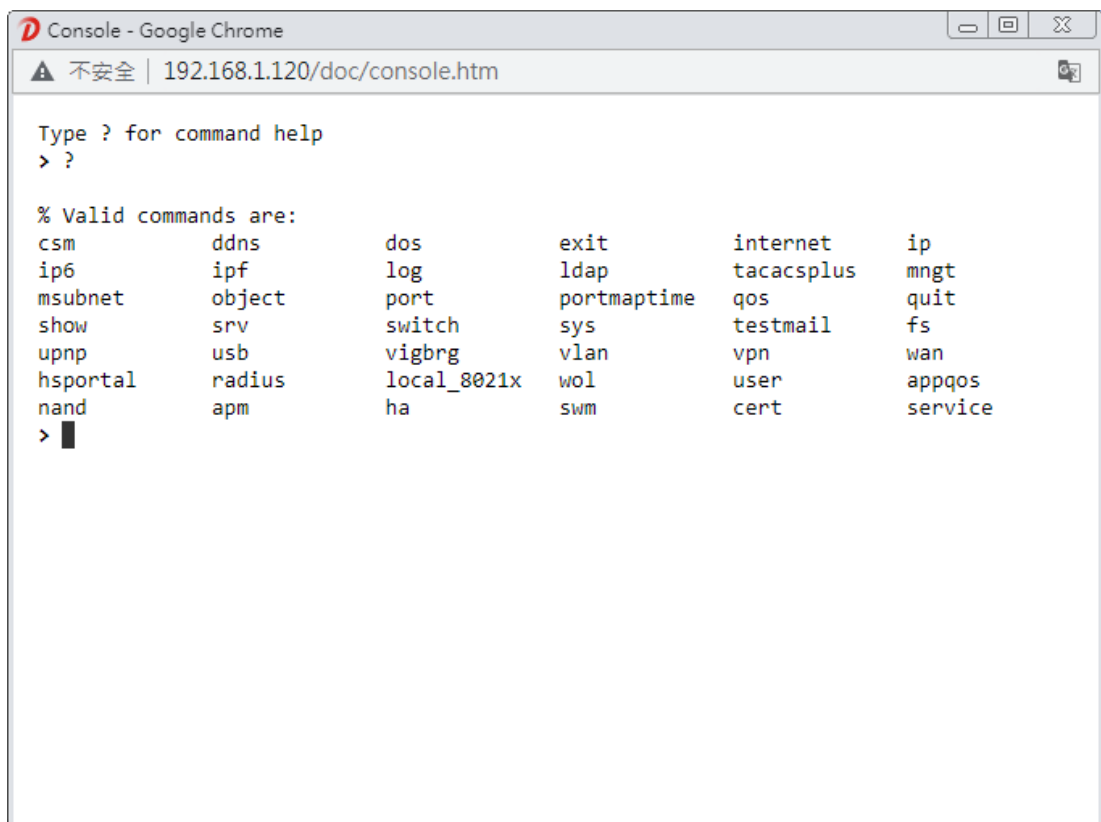 Console - Google Chrome
不安全 | 192.168.1.120/doc/console.htm
Type ? for command help
> ?
% Valid commands are:
csm ddns dos exit internet ip
ip6 ipf log ldap tacacsplus mngt
msubnet object port portmaptime qos quit
show srv switch sys testmail fs
upnp usb vigbrg vlan vpn wan
hsportal radius local_8021x wol user appqos
nand apm ha swm cert service
>